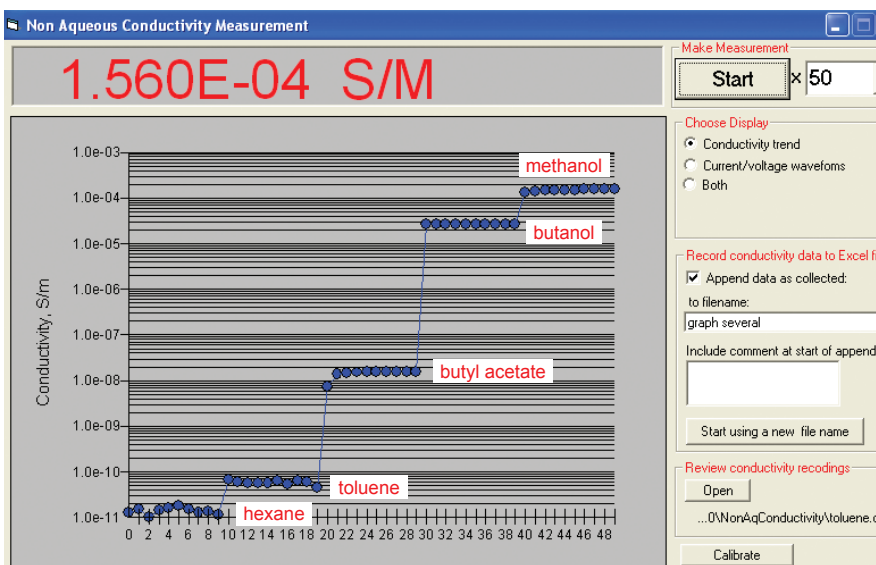 Non Aqueous Conductivity Measurement
1.560E-04 S/M
Make Measurement
Start × 50
Choose Display
Conductivity trend
Current/voltage wavefoms
Both
Record conductivity data to Excel fi
Append data as collected:
to filename:
graph several
Include comment at start of append
Start using a new file name
Review conductivity recodings
Open
...0\NonAqConductivity\toluene.c
Calibrate
Conductivity, S/m
1.0e-03
1.0e-04
1.0e-05
1.0e-06
1.0e-07
1.0e-08
1.0e-09
1.0e-10
1.0e-11
methanol
butanol
butyl acetate
toluene
hexane
0 2 4 6 8 10 12 14 16 18 20 22 24 26 28 30 32 34 36 38 40 42 44 46 48